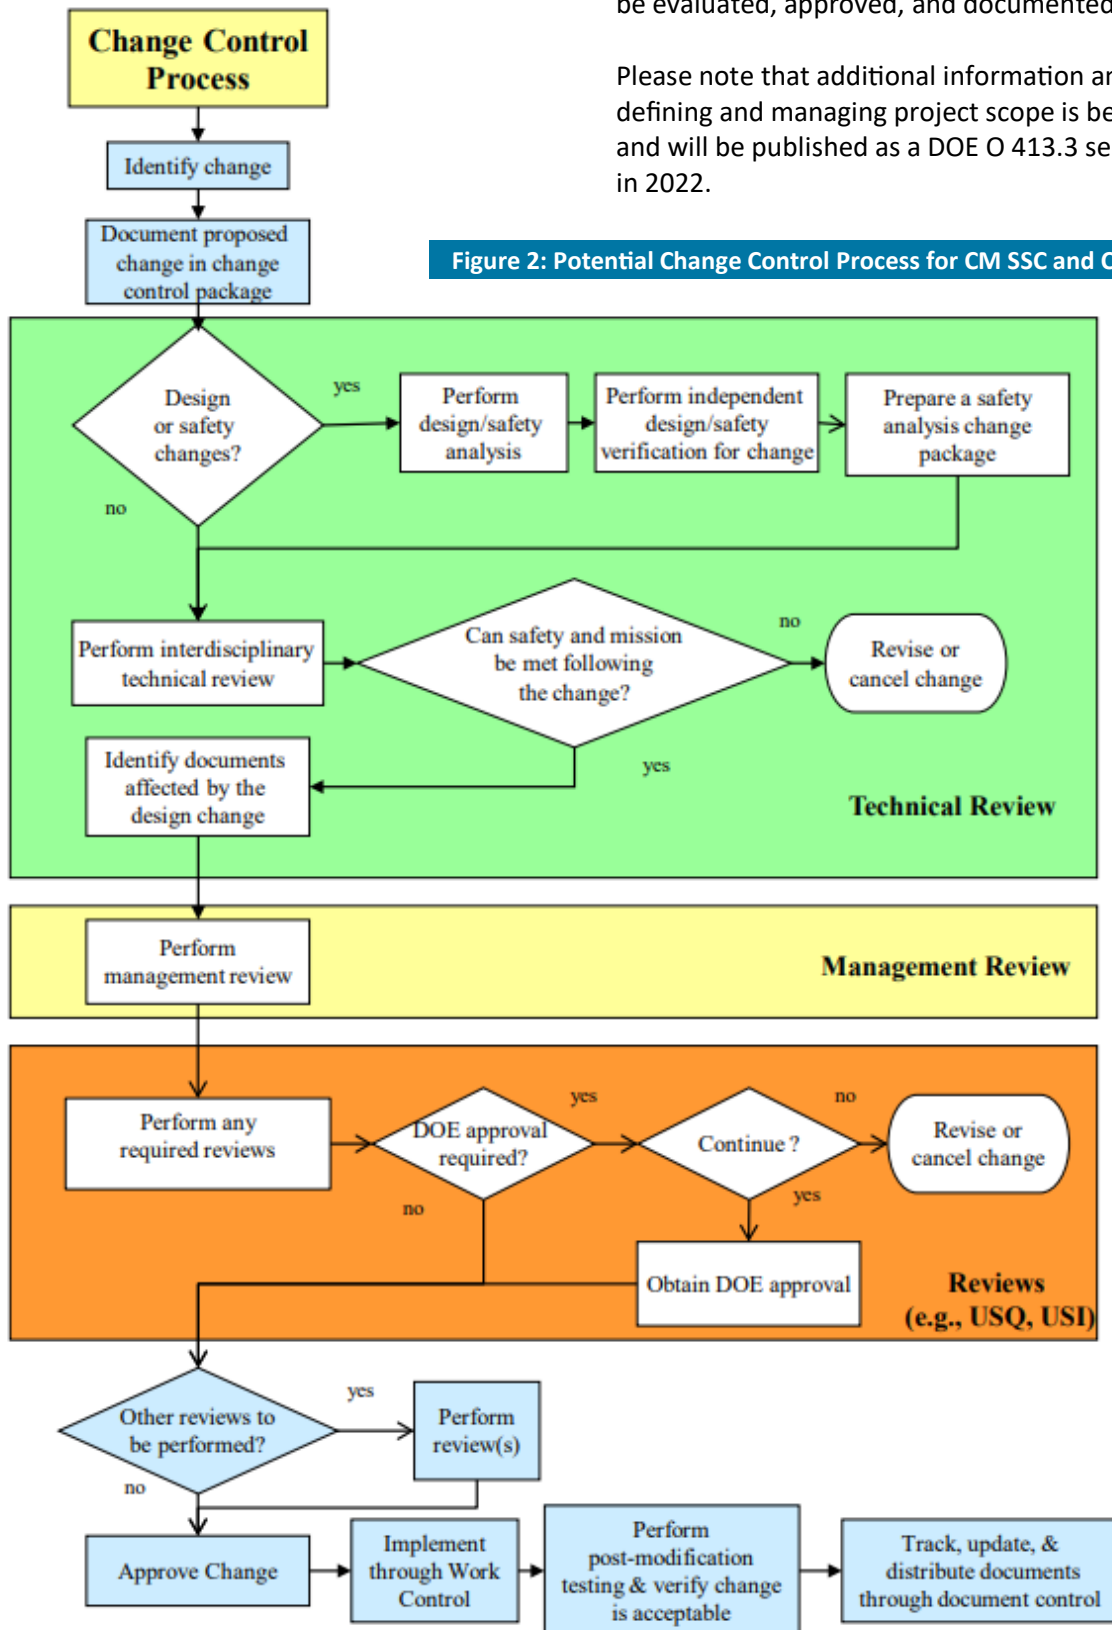 be evaluated, approved, and documented
Please note that additional information
defining and managing project scope is
and will be published as a DOE O 413.3
in 2022.
Change Control
Process
Identify change
Document proposed
change in change
control package
Figure 2: Potential Change Control Process for CM SSC and
Design
or safety
changes?
yes
no
Perform
design/safety
analysis
Perform independent
design/safety
verification for change
Prepare a safety
analysis change
package
Perform interdisciplinary
technical review
Can safety and mission
be met following
the change?
no
yes
Revise or
cancel change
Identify documents
affected by the
design change
Technical Review
Perform
management review
Management Review
Perform any
required reviews
DOE approval
required?
yes
no
Continue ?
no
yes
Revise or
cancel change
Obtain DOE approval
Reviews
(e.g., USQ, USI)
Other reviews to
be performed?
yes
no
Perform
review(s)
Approve Change
Implement
through Work
Control
Perform
post-modification
testing & verify change
is acceptable
Track, update, &
distribute documents
through document control